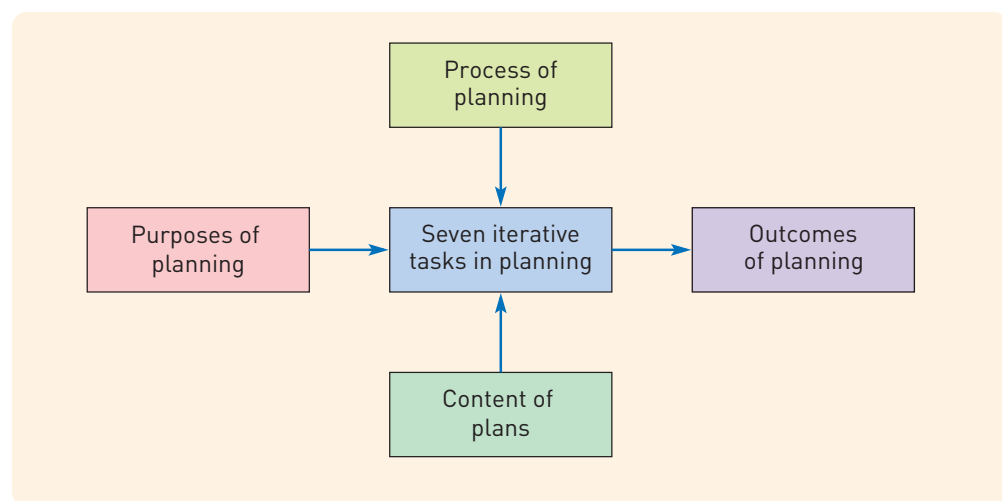 Process of
planning
Purposes of
planning
Seven iterative
tasks in planning
Outcomes
of planning
Content of
plans